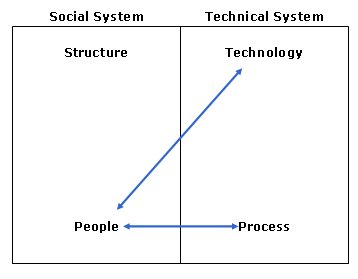 Social System Technical System
Structure Technology
People Process